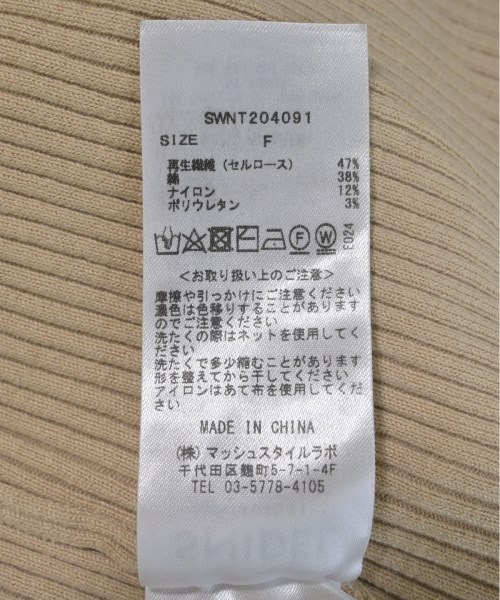 SWNT204091
SIZE F
再生繊維（セルロース） 47%
綿 38%
ナイロン 12%
ポリウレタン 3%
F W E024
＜お取り扱い上のご注意＞
摩擦や引っかけにご注意ください
濃色は色移りすることがあります
のでご注意ください
洗たくの際はネットを使用してく
ださい
洗たくで多少縮むことがあります
形を整えてから干してください
アイロンはあて布を使用してくだ
さい
MADE IN CHINA
(株) マッシュスタイルラボ
千代田区麹町5-7-1-4F
TEL 03-5778-4105